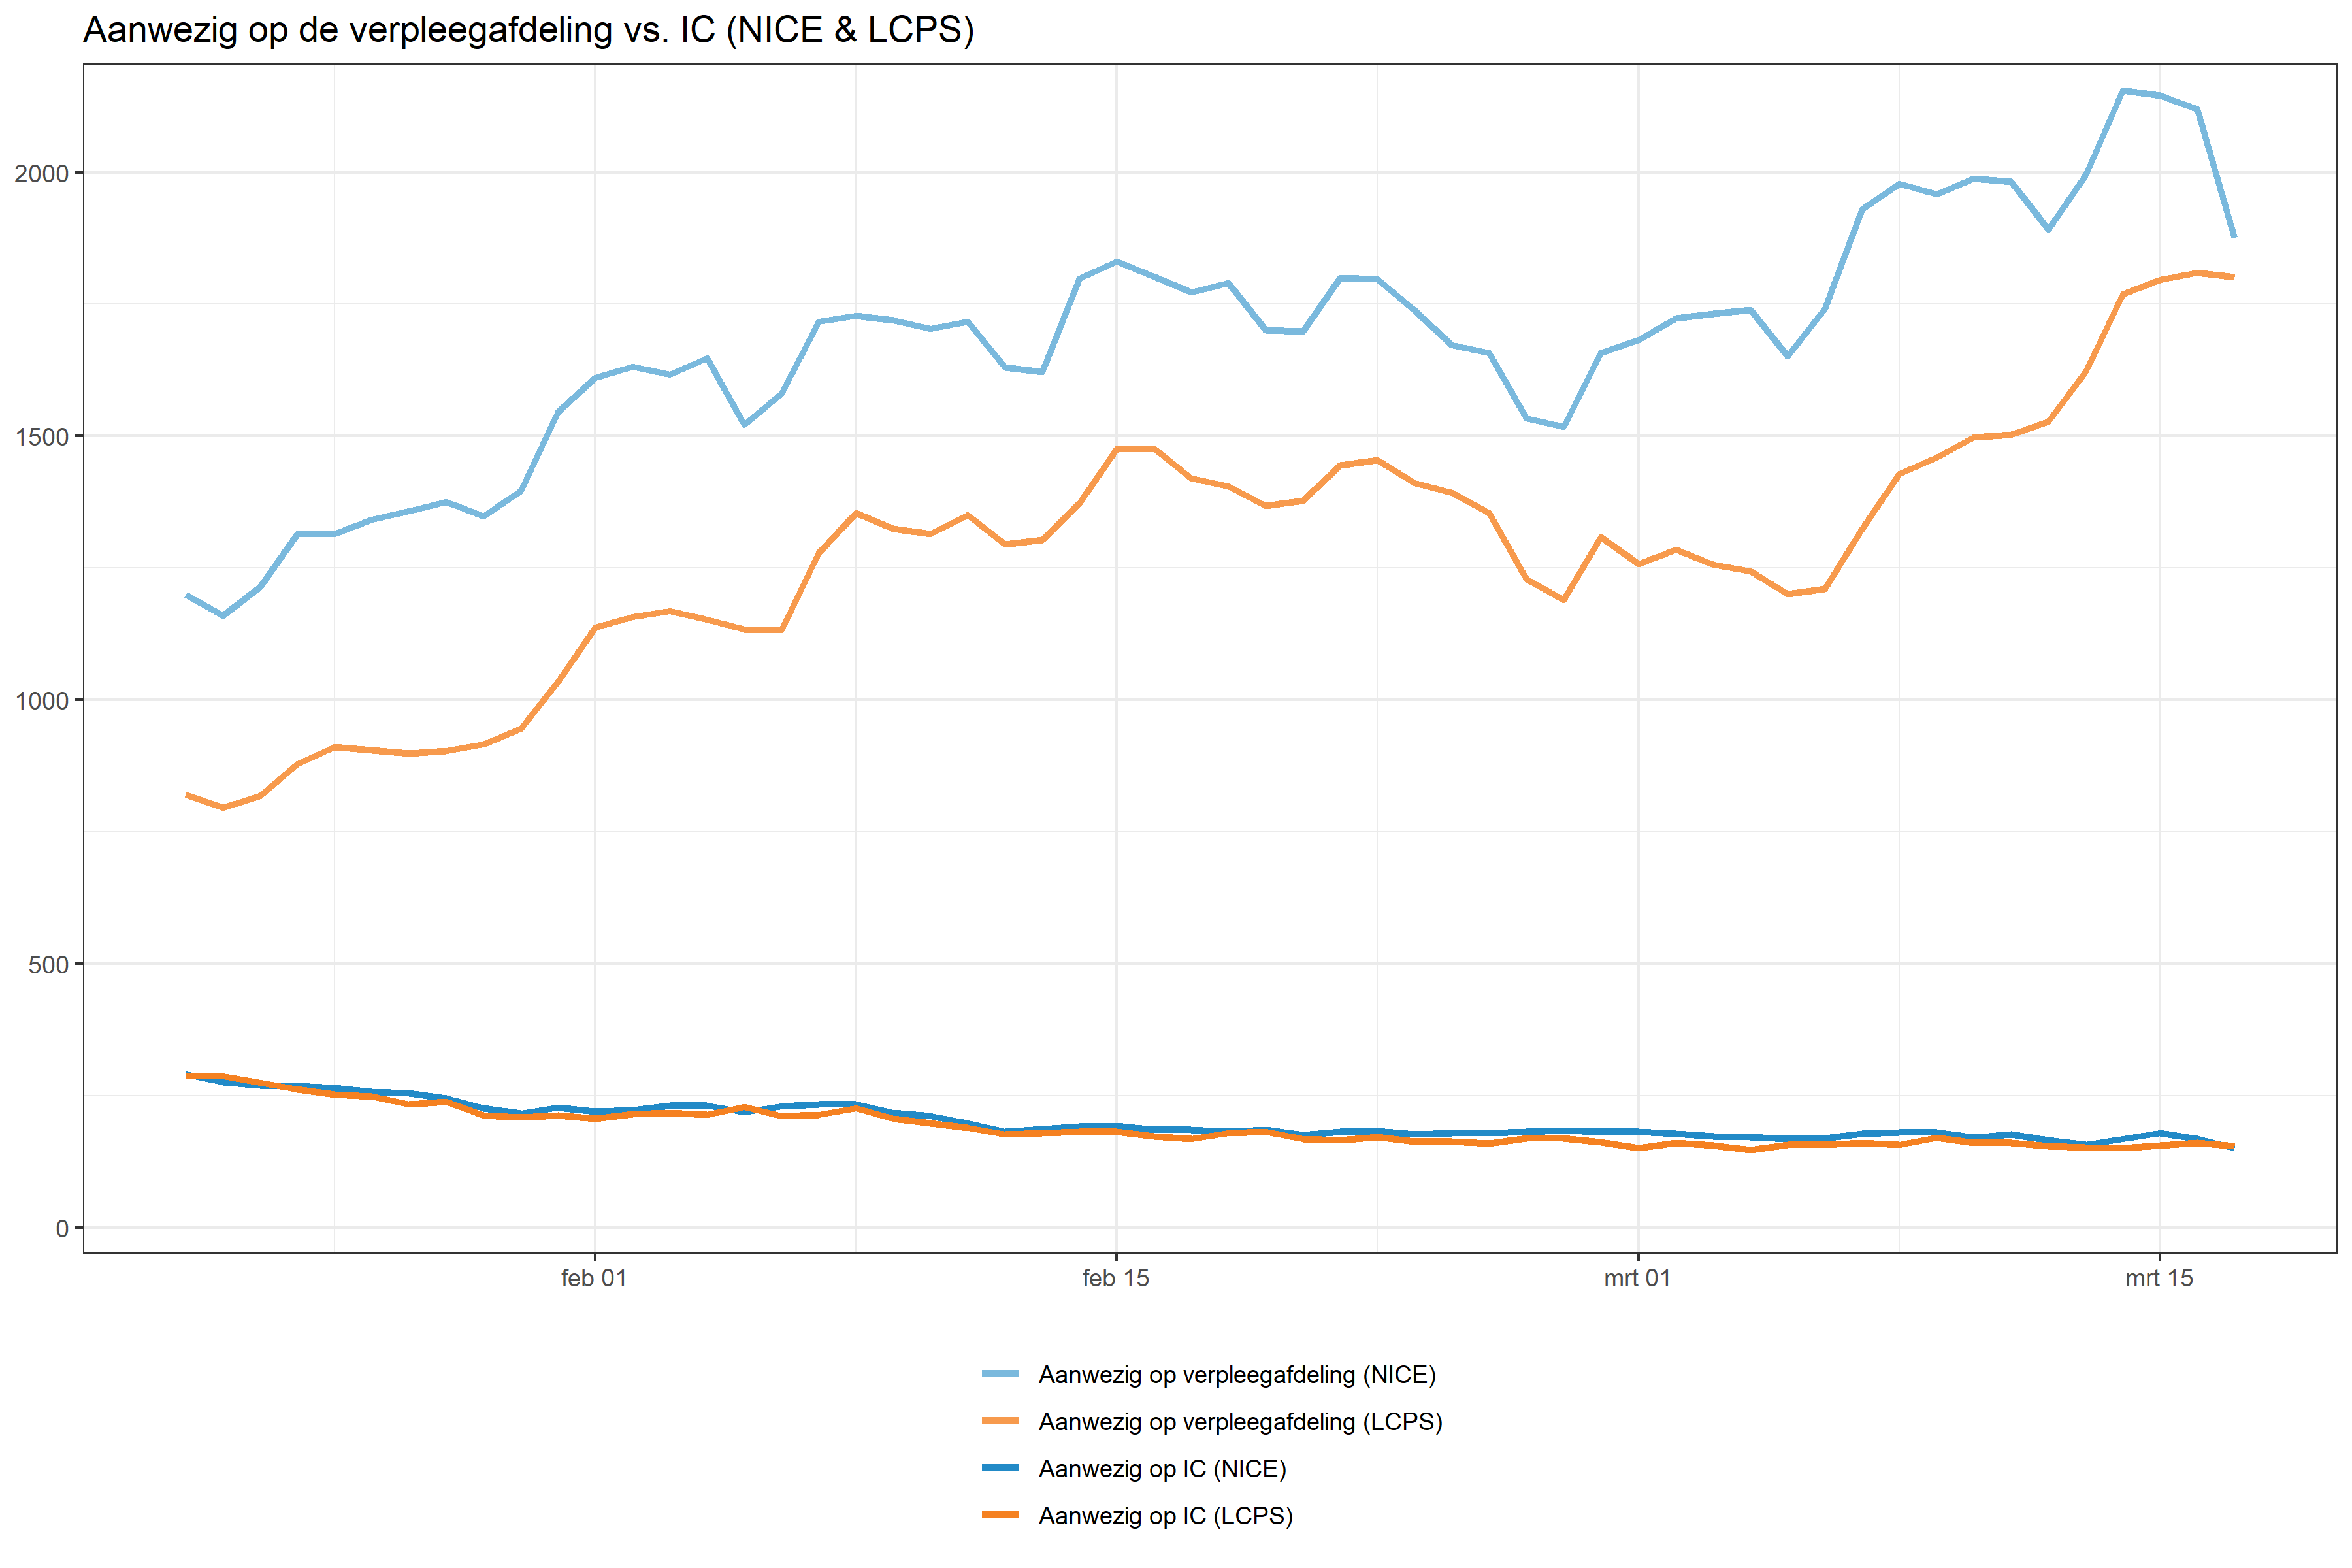 Aanwezig op de verpleegafdeling vs. IC (NICE & LCPS)
2000
1500
1000
500
0
feb 01 feb 15 mrt 01 mrt 15
Aanwezig op verpleegafdeling (NICE)
Aanwezig op verpleegafdeling (LCPS)
Aanwezig op IC (NICE)
Aanwezig op IC (LCPS)